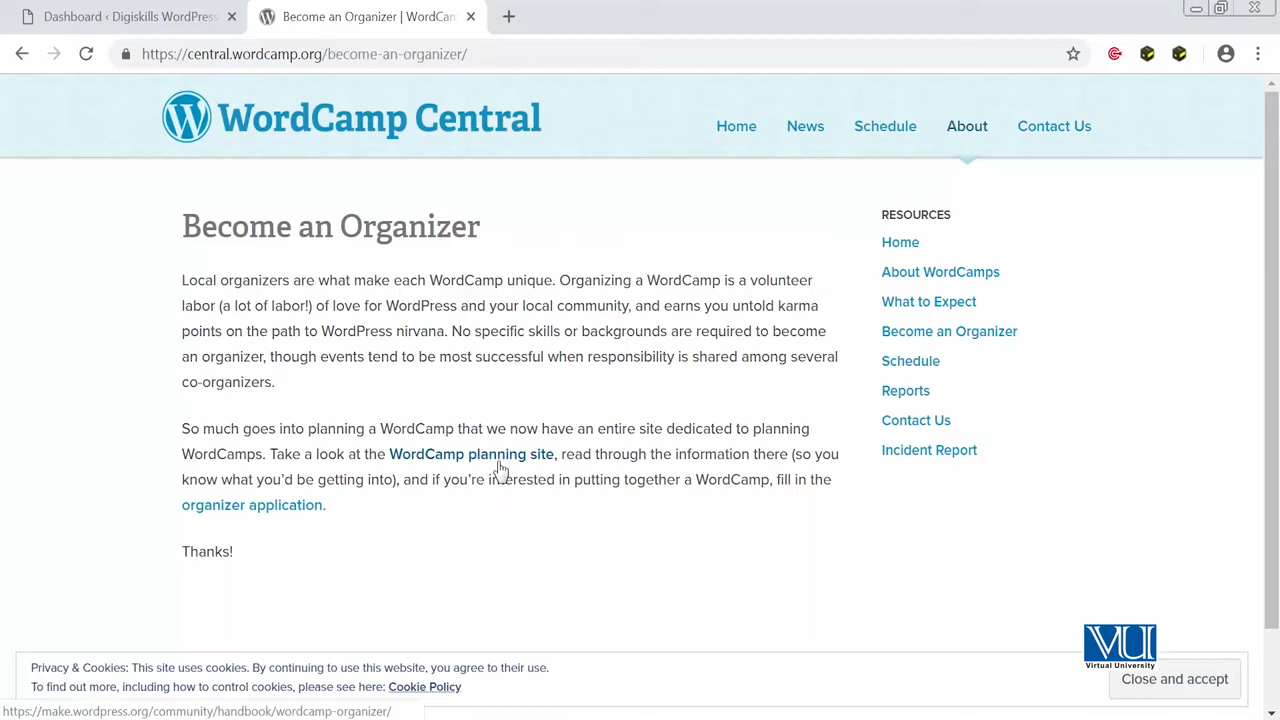 Dashboard ‹ Digiskills WordPress
Become an Organizer | WordCam
https://central.wordcamp.org/become-an-organizer/
WordCamp Central
Home News Schedule About Contact Us
Become an Organizer
Local organizers are what make each WordCamp unique. Organizing a WordCamp is a volunteer
labor (a lot of labor!) of love for WordPress and your local community, and earns you untold karma
points on the path to WordPress nirvana. No specific skills or backgrounds are required to become
an organizer, though events tend to be most successful when responsibility is shared among several
co-organizers.
So much goes into planning a WordCamp that we now have an entire site dedicated to planning
WordCamps. Take a look at the WordCamp planning site, read through the information there (so you
know what you'd be getting into), and if you're interested in putting together a WordCamp, fill in the
organizer application.
Thanks!
RESOURCES
Home
About WordCamps
What to Expect
Become an Organizer
Schedule
Reports
Contact Us
Incident Report
VU
Virtual University
Privacy & Cookies: This site uses cookies. By continuing to use this website, you agree to their use.
To find out more, including how to control cookies, please see here: Cookie Policy
Close and accept
https://make.wordpress.org/community/handbook/wordcamp-organizer/